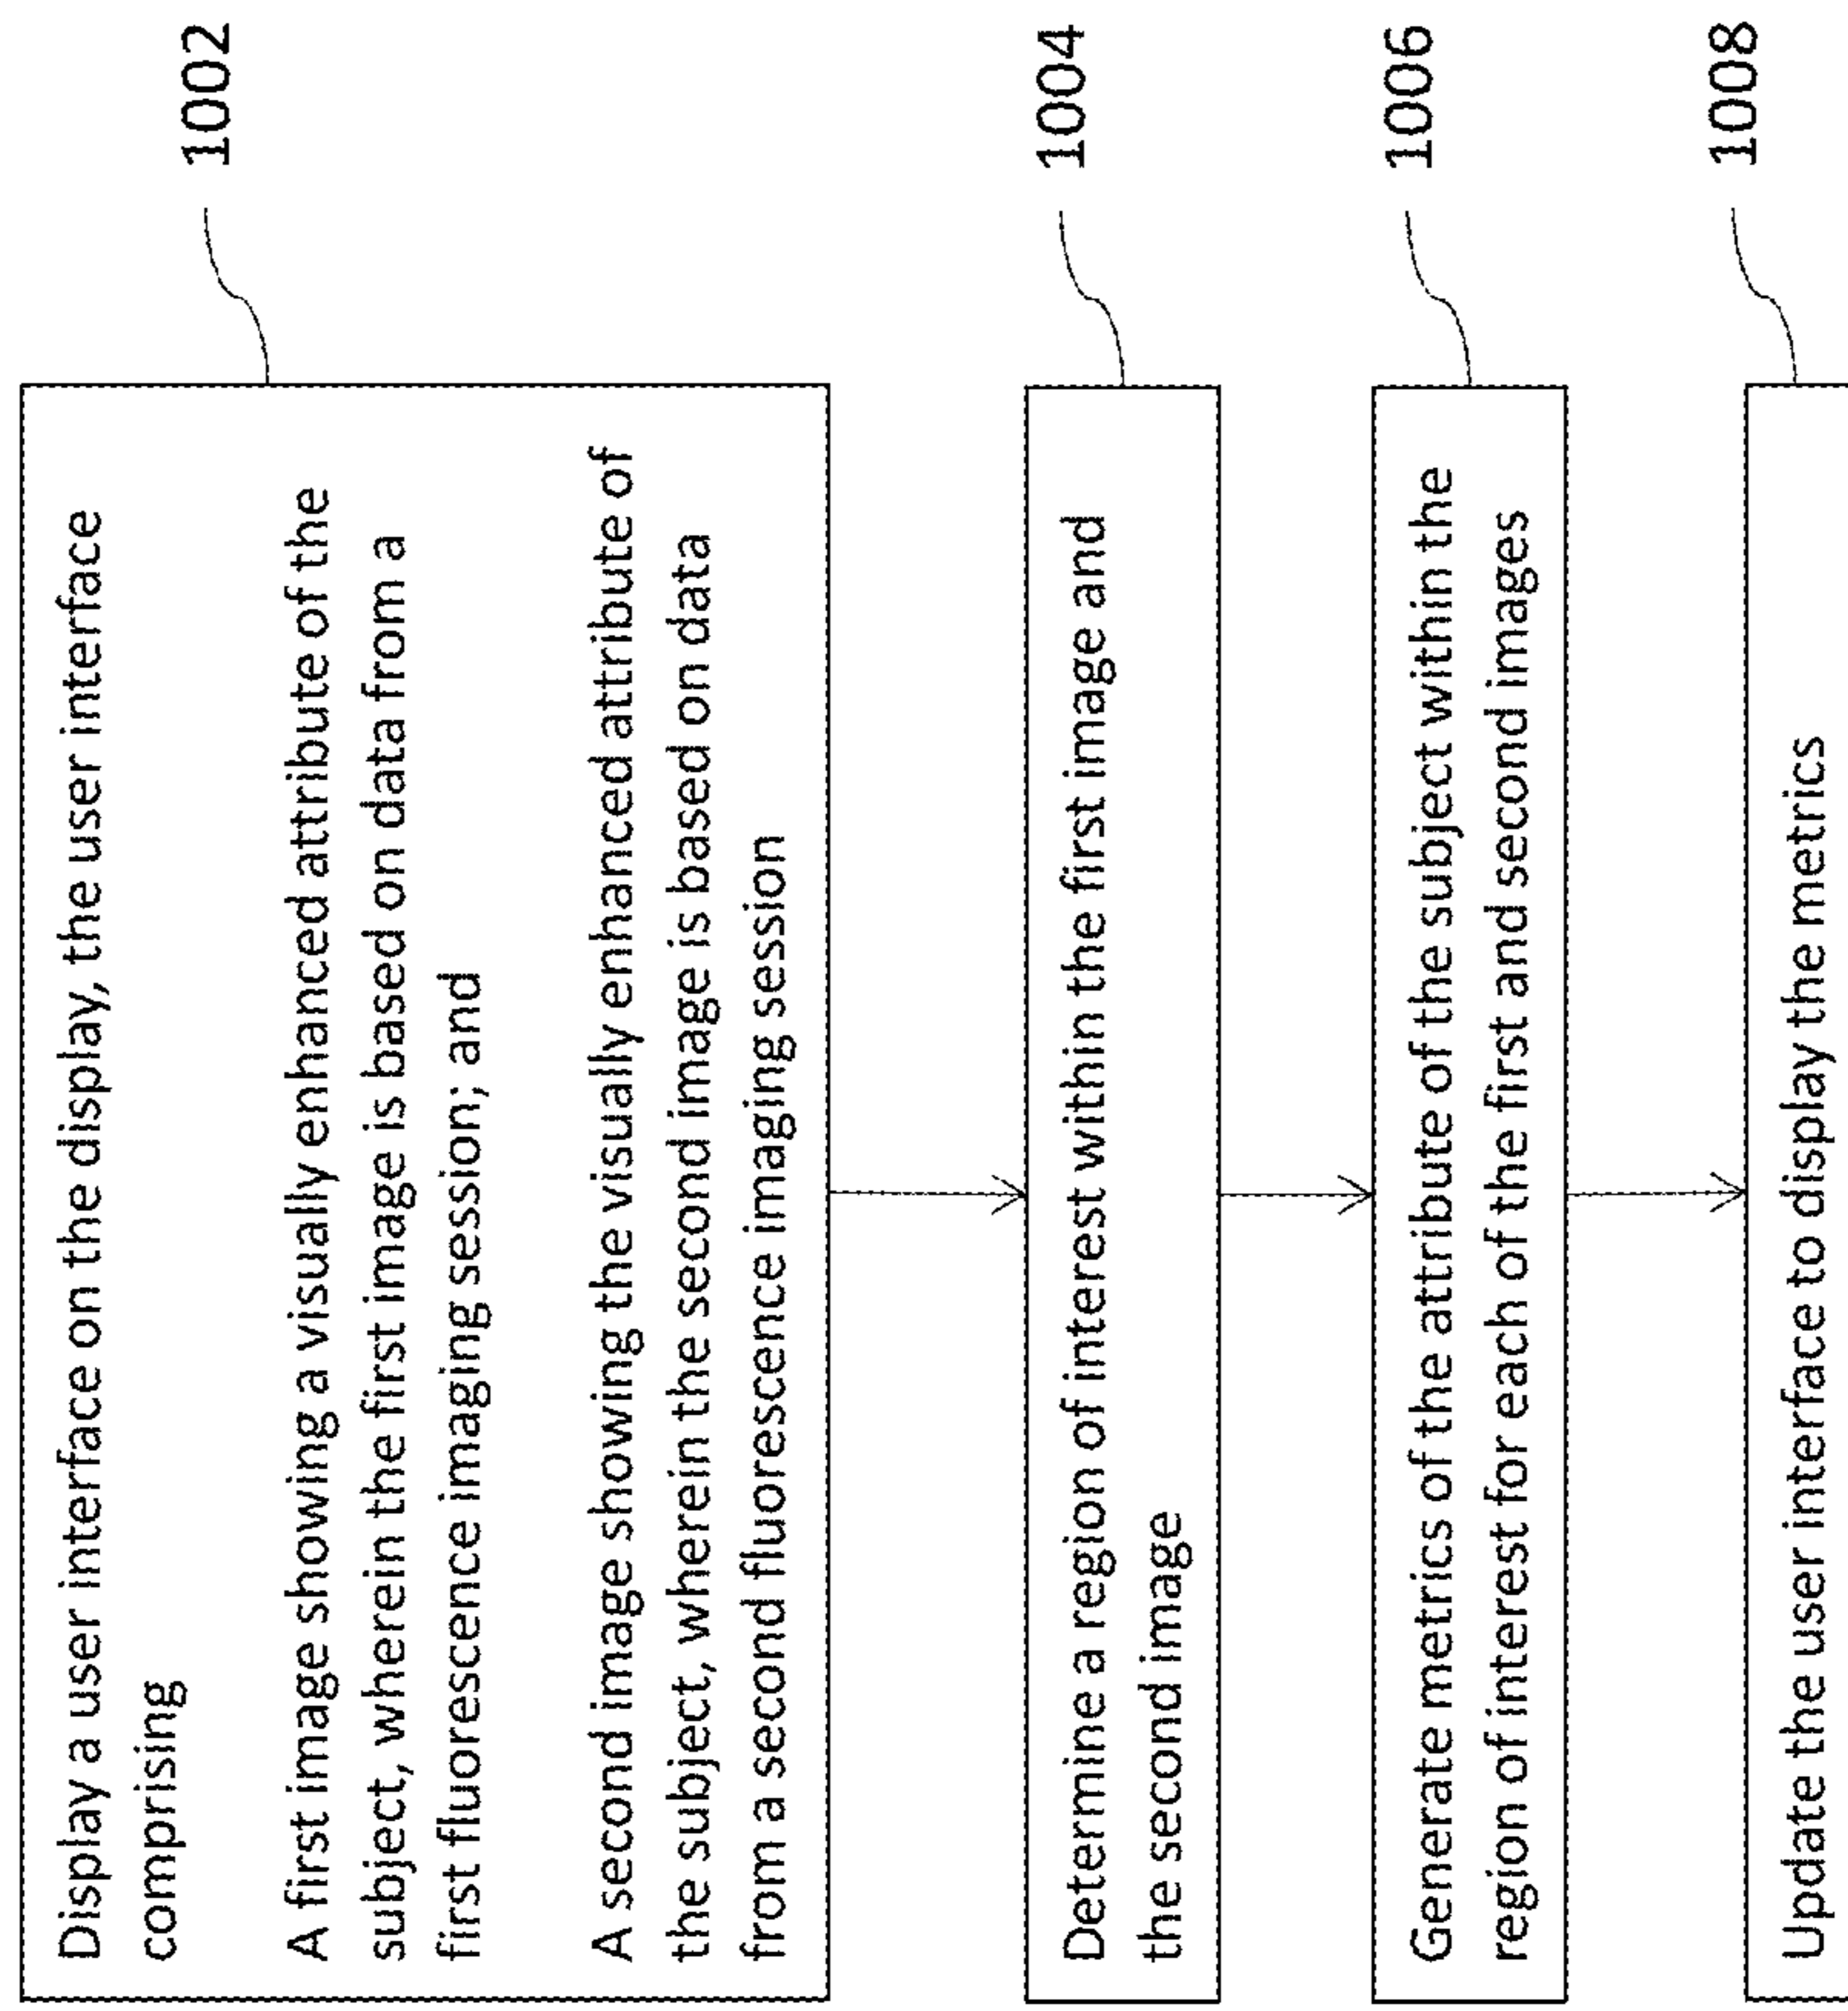 Display a user interface on the display, the user interface
comprising
A first image showing a visually enhanced attribute of the
subject, wherein the first image is based on data from a
first fluorescence imaging session; and
A second image showing the visually enhanced attribute of
the subject, wherein the second image is based on data
from a second fluorescence imaging session
1002
Determine a region of interest within the first image and
the second image
1004
Generate metrics of the attribute of the subject within the
region of interest for each of the first and second images
1006
Update the user interface to display the metrics
1008